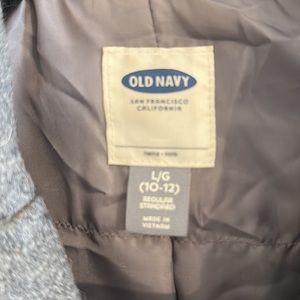 OLD NAVY
SAN FRANCISCO
CALIFORNIA
L/G
(10-12)
REGULAR
STANDARD
MADE IN
VIETNAM